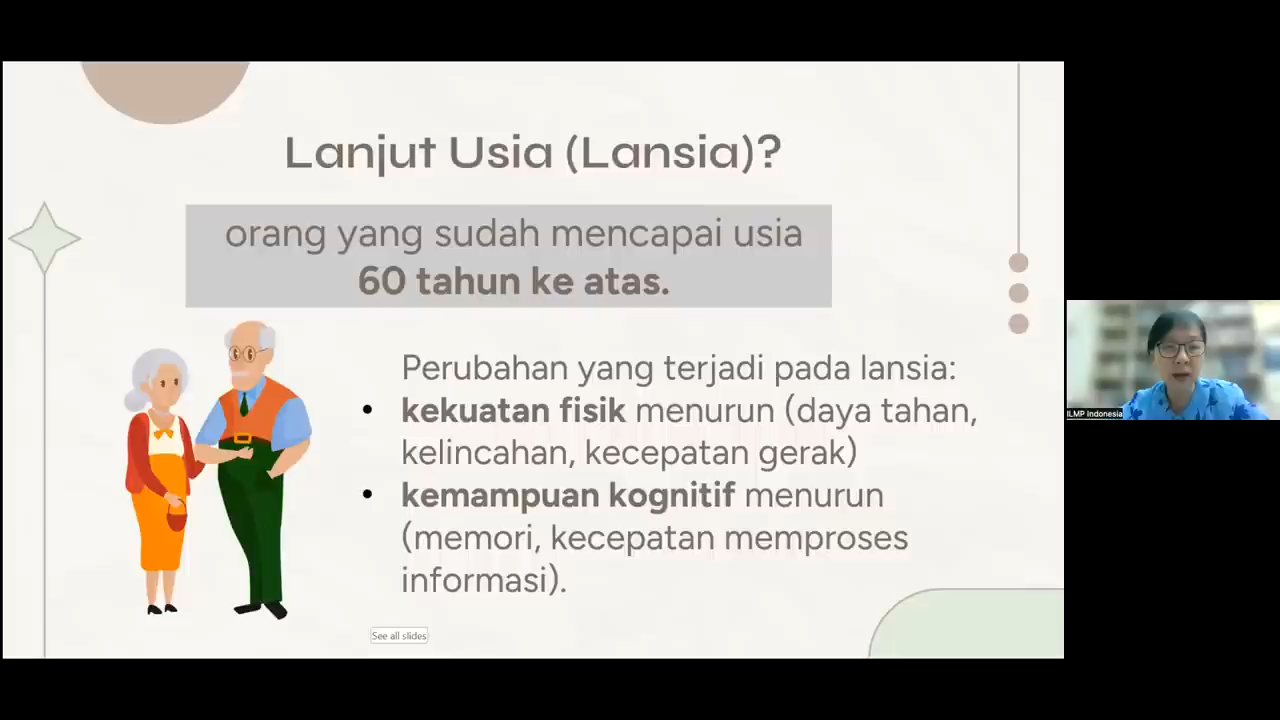 Lanjut Usia (Lansia)?
orang yang sudah mencapai usia
60 tahun ke atas.
Perubahan yang terjadi pada lansia:
• kekuatan fisik menurun (daya tahan,
kelincahan, kecepatan gerak)
• kemampuan kognitif menurun
(memori, kecepatan memproses
informasi).
See all slides
ILMP Indonesia